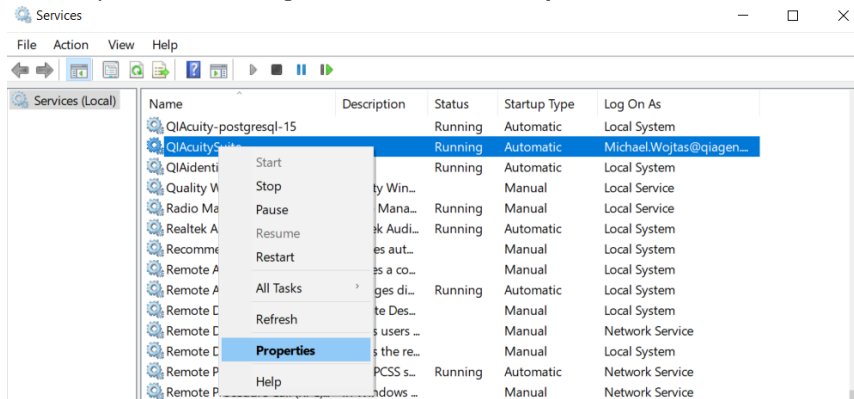 Services
File Action View Help
Services (Local)
Name Description Status Startup Type Log On As
QIAcuity-postgresql-15 Running Automatic Local System
QIAcuitySuite Running Automatic Michael.Wojtas@qiagen....
QIAidenti Running Automatic Local System
Quality W ty Win... Manual Local Service
Radio Ma Mana... Running Manual Local Service
Realtek A ek Audi... Running Automatic Local System
Recomme es aut... Manual Local System
Remote A es a co... Manual Local System
Remote A ges di... Running Automatic Local System
Remote D te Des... Manual Local System
Remote D s users ... Manual Network Service
Remote D s the re... Manual Local System
Remote P PCSS s... Running Automatic Network Service
Remote Manual Network Service
Start
Stop
Pause
Resume
Restart
All Tasks
Refresh
Properties
Help